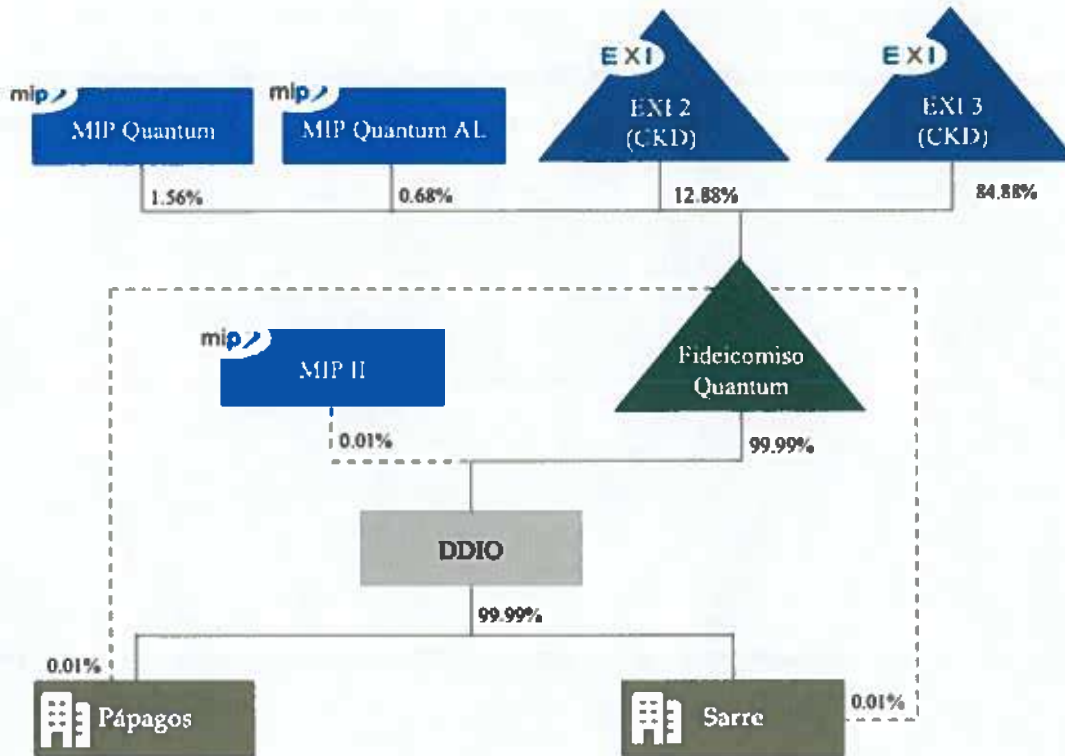 EXI
EXI
mip
mip
EXI 2
(CKD)
EXI 3
(CKD)
MIP Quantum
MIP Quantum AL
1.56%
0.68%
12.88%
84.88%
mip
MIP II
Fideicomiso
Quantum
0.01%
99.99%
DDIO
99.99%
0.01%
Pápagos
Sarre
0.01%